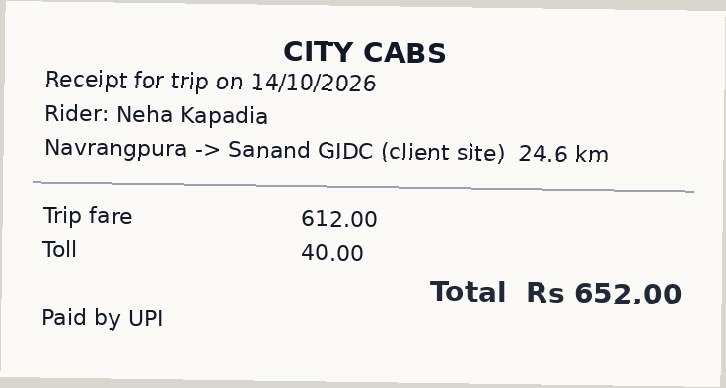 CITY CABS
Receipt for trip on 14/10/2026
Rider: Neha Kapadia
Navrangpura -> Sanand GIDC (client site) 24.6 km
Trip fare 612.00
Toll 40.00
Total Rs 652.00
Paid by UPI